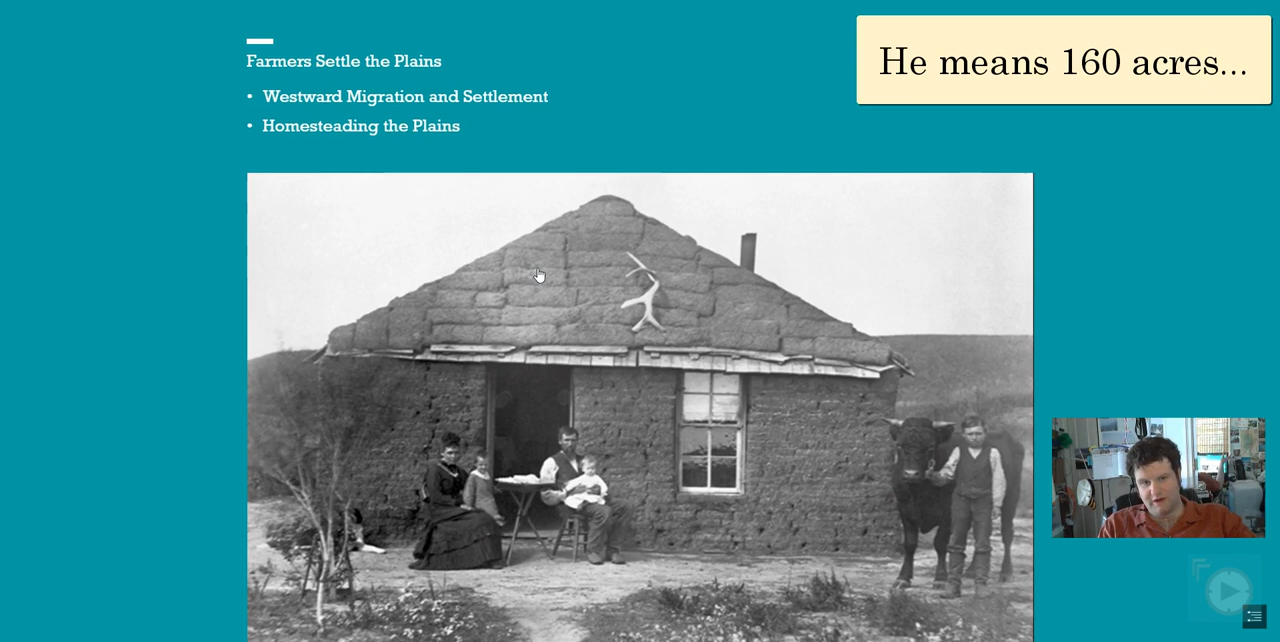 Farmers Settle the Plains
• Westward Migration and Settlement
• Homesteading the Plains
He means 160 acres...